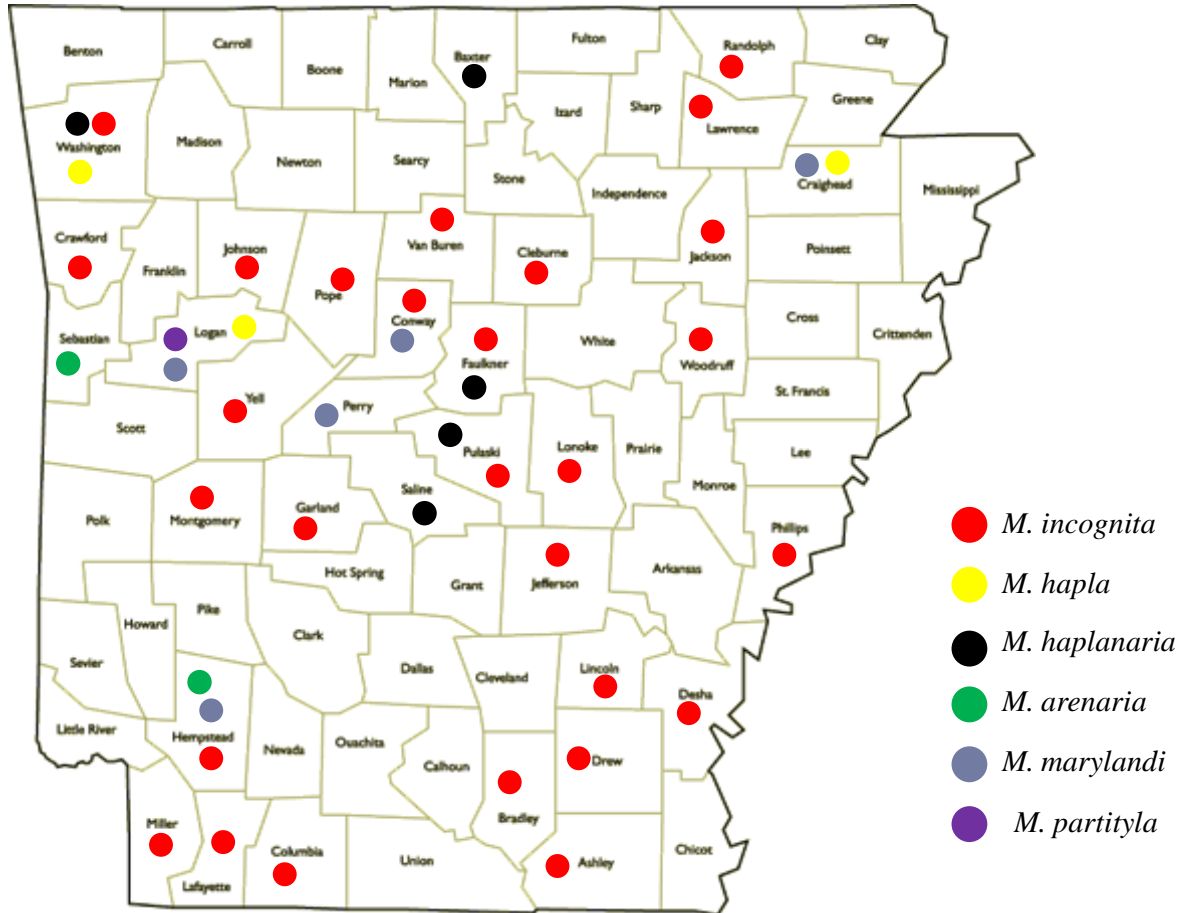 Benton
Carroll
Boone
Marion
Baxter
Fulton
Randolph
Clay
Greene
Sharp
Izard
Lawrence
Washington
Madison
Newton
Searcy
Stone
Independence
Craighead
Mississippi
Crawford
Franklin
Johnson
Pope
Van Buren
Cleburne
Jackson
Poinsett
Sebastian
Logan
Conway
Faulkner
White
Woodruff
Cross
Crittenden
St. Francis
Scott
Yell
Perry
Pulaski
Lonoke
Prairie
Monroe
Lee
Polk
Montgomery
Garland
Saline
Phillips
Hot Spring
Grant
Jefferson
Arkansas
Howard
Pike
Clark
Sevier
Dallas
Cleveland
Lincoln
Desha
Little River
Hempstead
Nevada
Ouachita
Calhoun
Bradley
Drew
Miller
Lafayette
Columbia
Union
Ashley
Chicot
M. incognita
M. hapla
M. haplanaria
M. arenaria
M. marylandi
M. partityla